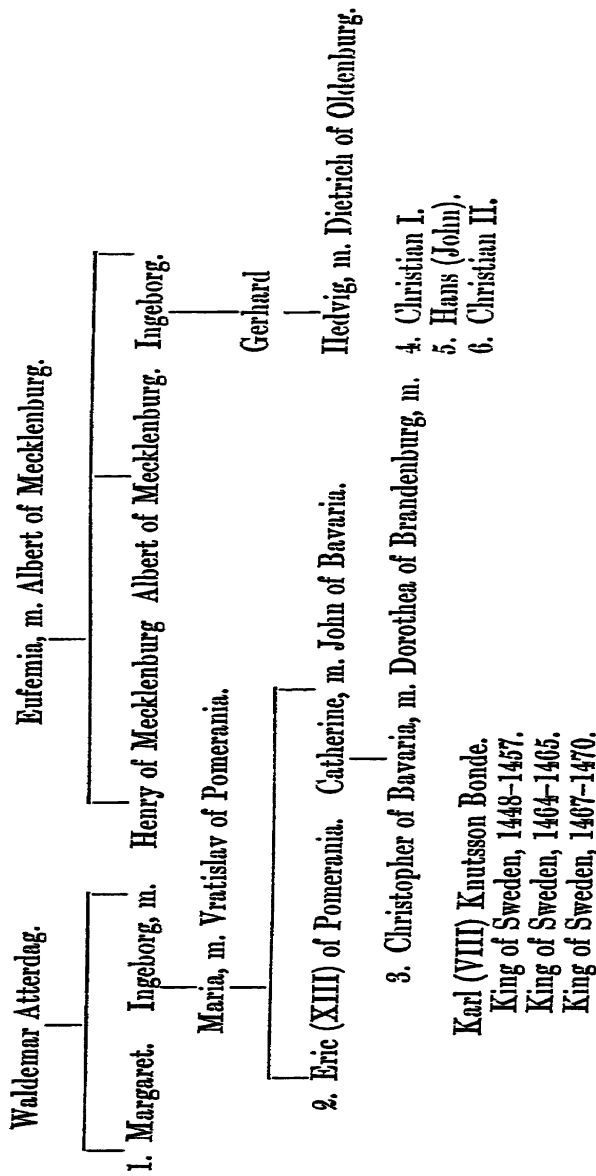 Waldemar Atterdag. Eufemia, m. Albert of Mecklenburg.
1. Margaret. Ingeborg, m. Henry of Mecklenburg Albert of Mecklenburg. Ingeborg.
Maria, m. Vratislav of Pomerania. Gerhard
2. Eric (XIII) of Pomerania. Catherine, m. John of Bavaria. Hedvig, m. Dietrich of Oldenburg.
3. Christopher of Bavaria, m. Dorothea of Brandenburg, m. 4. Christian I.
5. Hans (John).
6. Christian II.
Karl (VIII) Knutsson Bonde.
King of Sweden, 1448-1457.
King of Sweden, 1464-1465.
King of Sweden, 1467-1470.